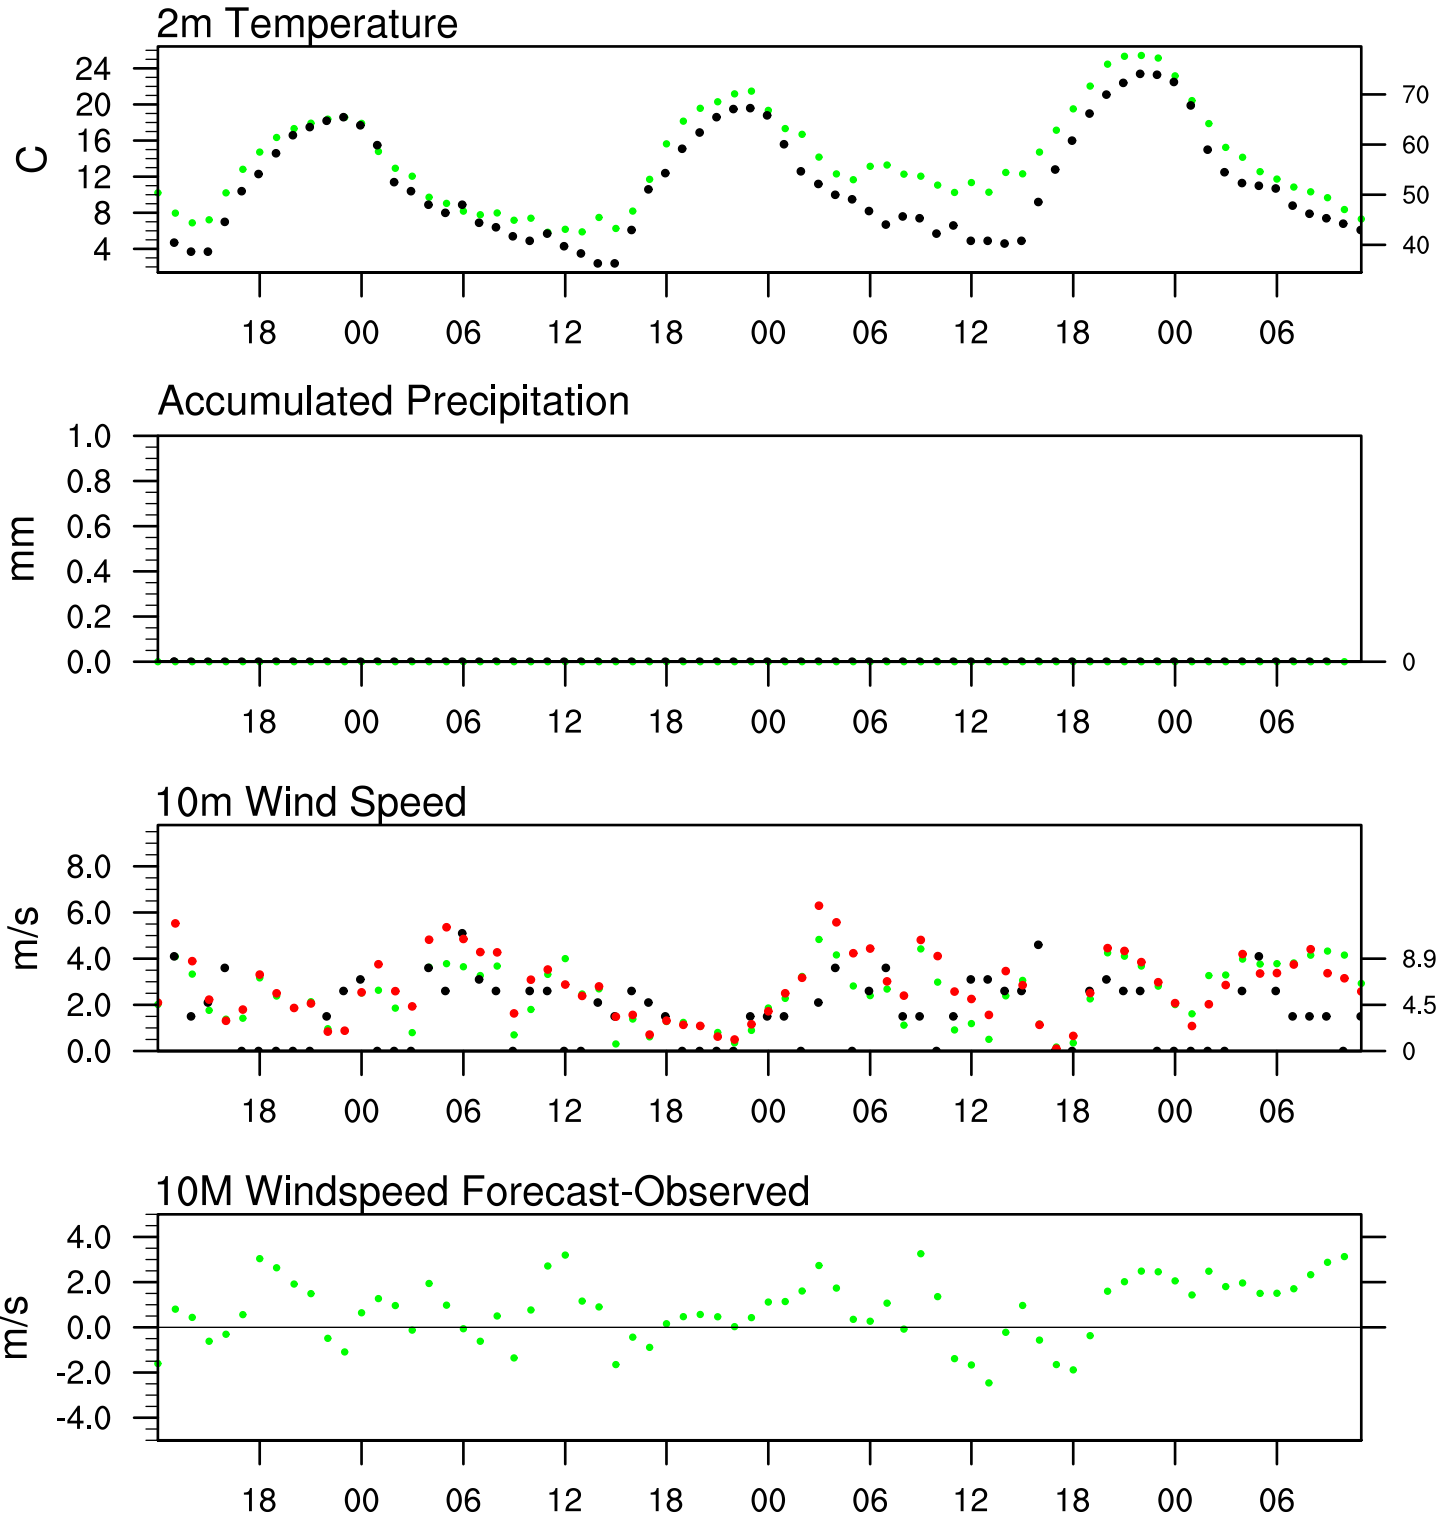 2m Temperature
24
20
16
12
8
4
C
70
60
50
40
18 00 06 12 18 00 06 12 18 00 06
Accumulated Precipitation
1.0
0.8
0.6
0.4
0.2
0.0
mm
0
18 00 06 12 18 00 06 12 18 00 06
10m Wind Speed
8.0
6.0
4.0
2.0
0.0
m/s
8.9
4.5
0
18 00 06 12 18 00 06 12 18 00 06
10M Windspeed Forecast-Observed
4.0
2.0
0.0
-2.0
-4.0
m/s
18 00 06 12 18 00 06 12 18 00 06